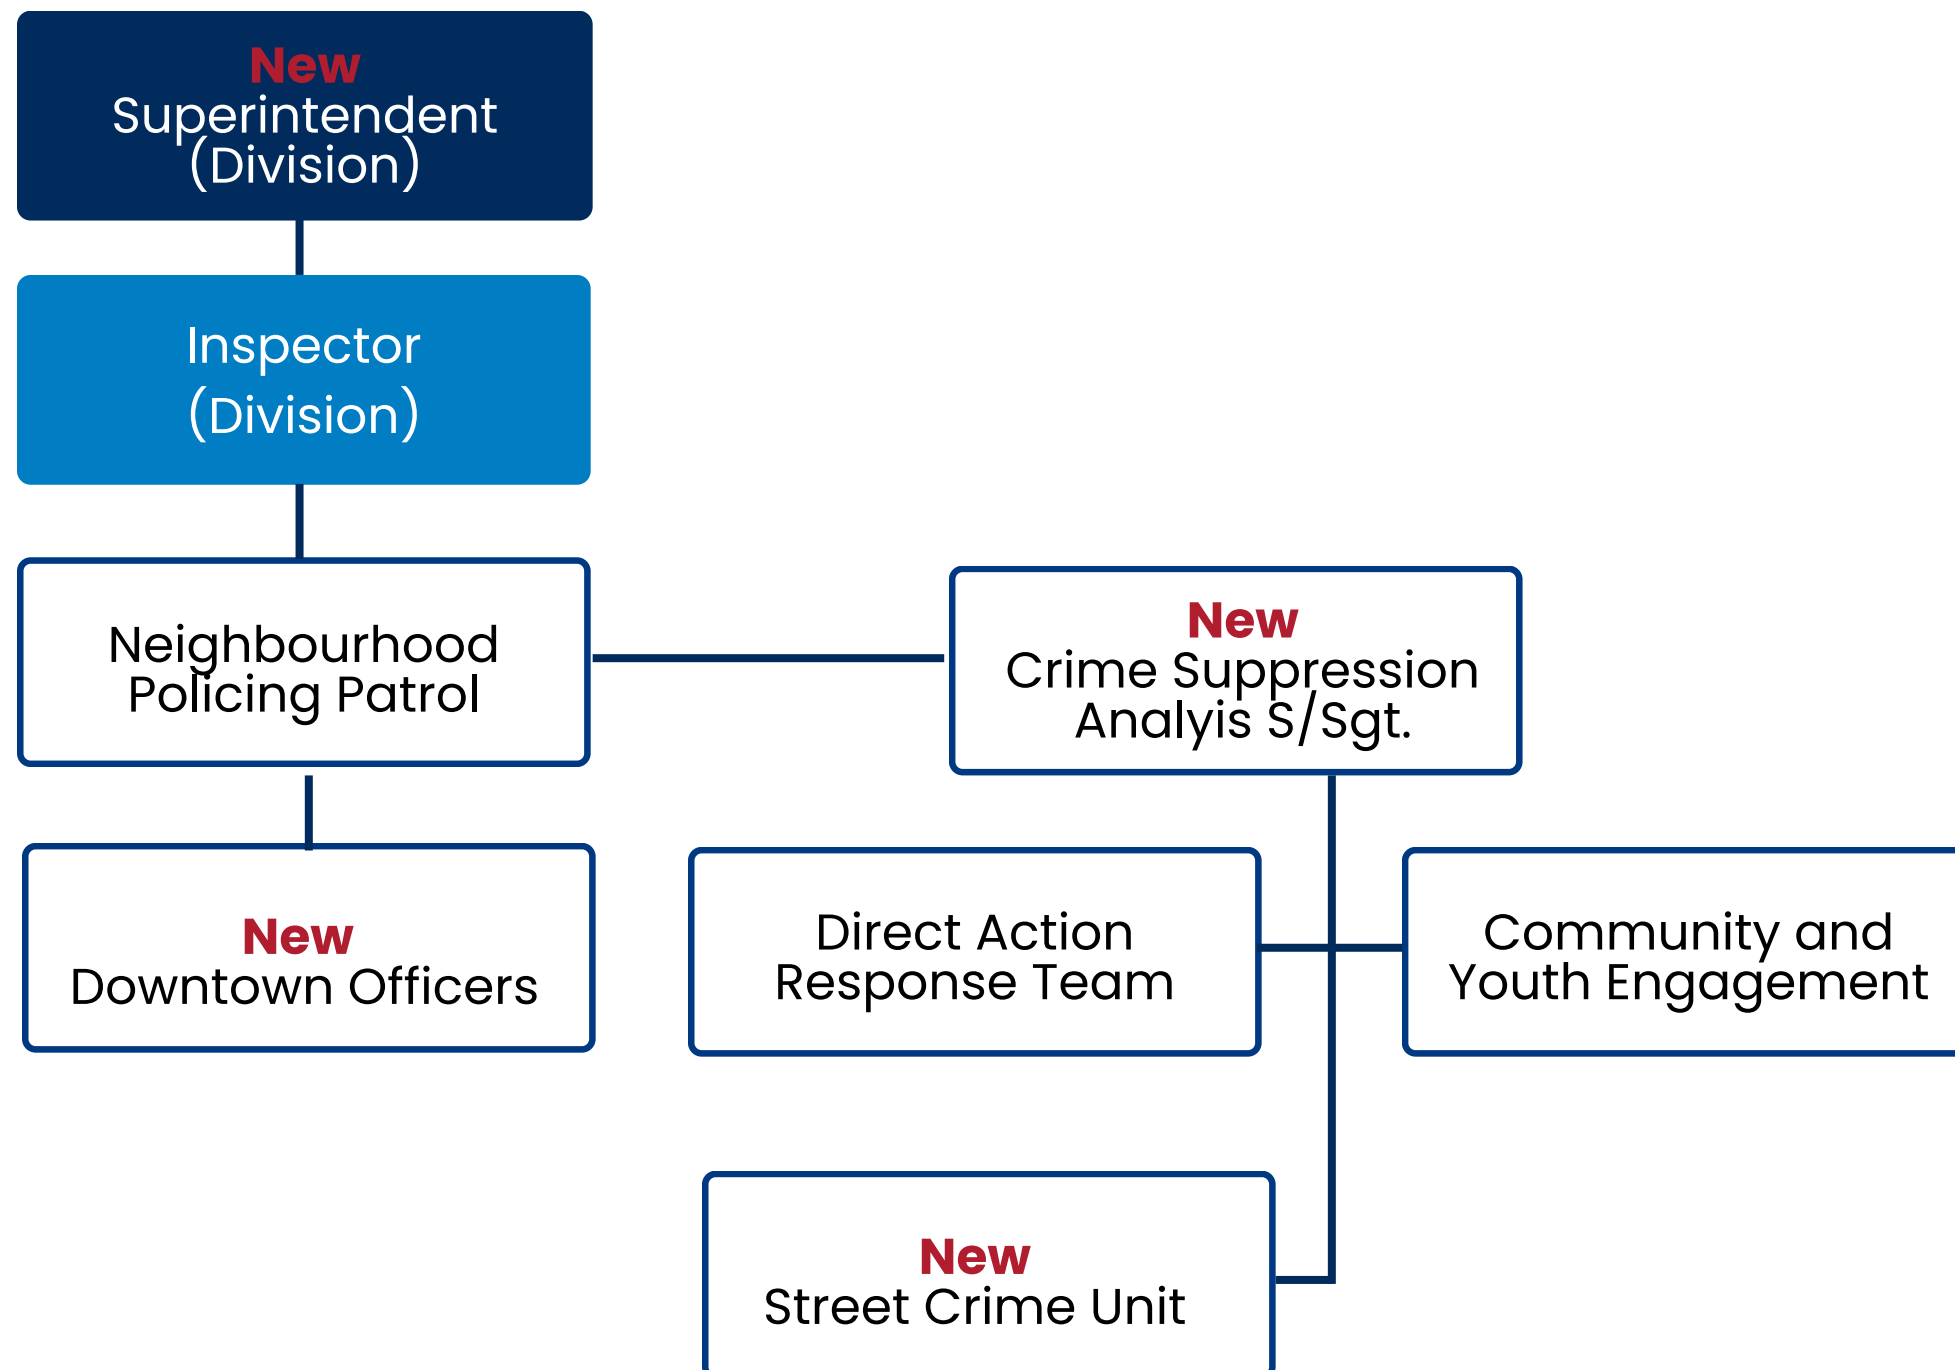 New
Superintendent
(Division)
Inspector
(Division)
Neighbourhood
Policing Patrol
New
Crime Suppression
Analyis S/Sgt.
New
Downtown Officers
Direct Action
Response Team
Community and
Youth Engagement
New
Street Crime Unit